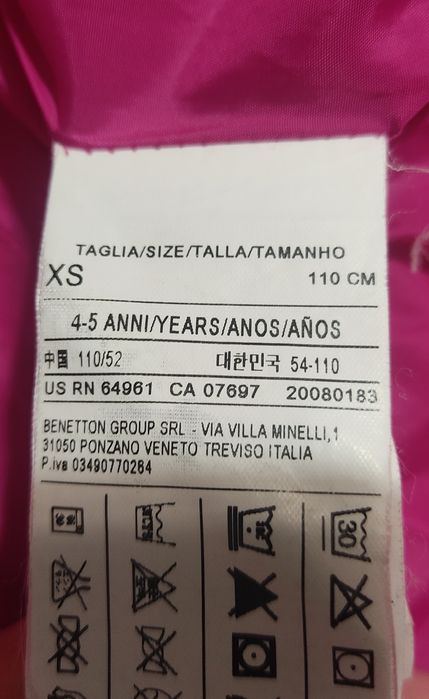 TAGLIA/SIZE/TALLA/TAMANHO
XS 110 CM
4-5 ANNI/YEARS/ANOS/AÑOS
中国 110/52 대한민국 54-110
US RN 64961 CA 07697 20080183
BENETTON GROUP SRL - VIA VILLA MINELLI,1
31050 PONZANO VENETO TREVISO ITALIA
P.iva 03490770264
30